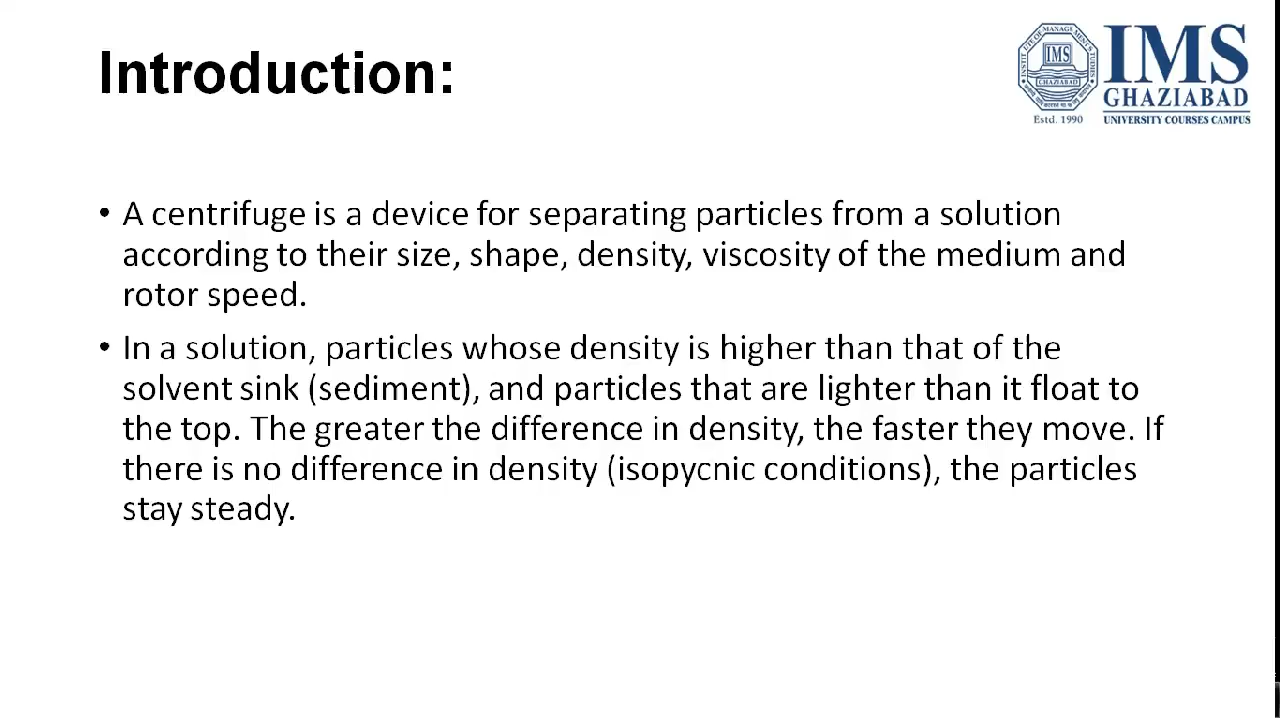 Introduction:
IMS
GHAZIABAD
IMS
GHAZIABAD
Estd. 1990
UNIVERSITY COURSES CAMPUS
• A centrifuge is a device for separating particles from a solution
according to their size, shape, density, viscosity of the medium and
rotor speed.
• In a solution, particles whose density is higher than that of the
solvent sink (sediment), and particles that are lighter than it float to
the top. The greater the difference in density, the faster they move. If
there is no difference in density (isopycnic conditions), the particles
stay steady.